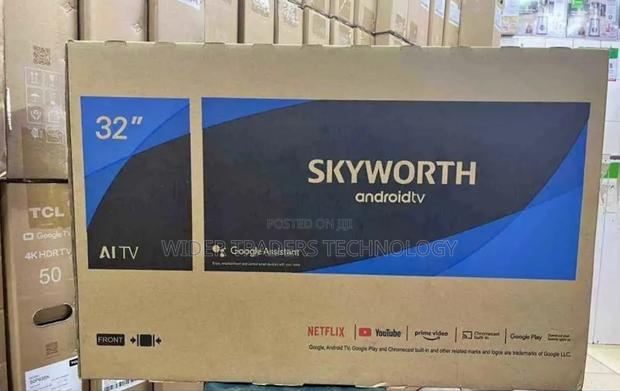 32"
SKYWORTH
androidtv
POSTED ON JIJI
WIDER TRADERS TECHNOLOGY
AI TV
Google Assistant
TCL
Google TV
4K HDR TV
50
FRONT
NETFLIX
YouTube
prime video
Chromecast built-in
Google Play
Google, Android TV, Google Play and Chromecast built-in and other related marks and logos are trademarks of Google LLC.